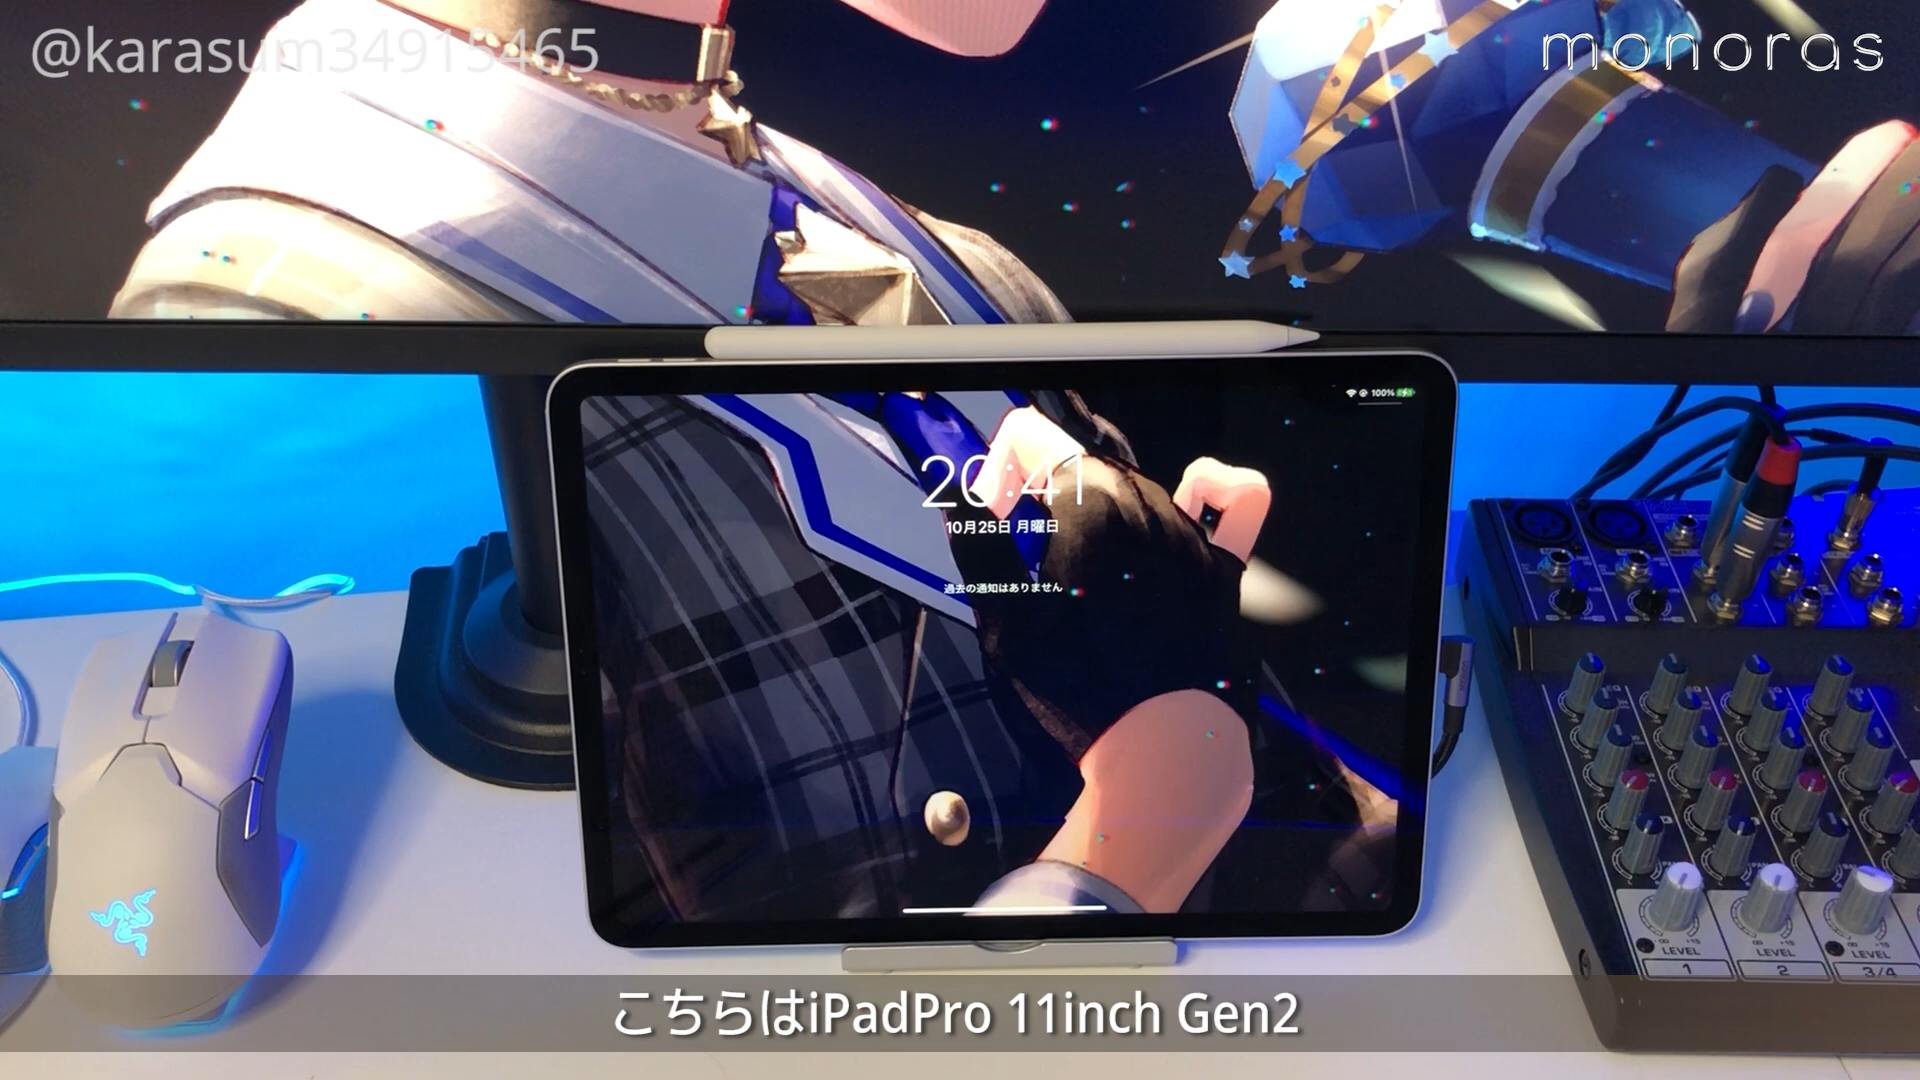 @karasum34915465
monoras
100%
20:41
10月25日 月曜日
過去の通知はありません
LEVEL
LEVEL
LEVEL
1
2
3/4
こちらはiPadPro 11inch Gen2